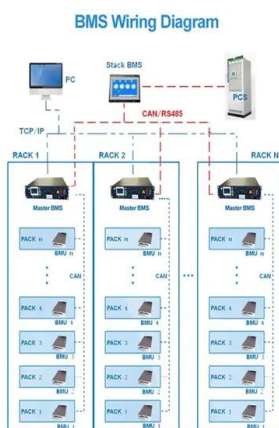 BMS Wiring Diagram
Stack BMS
PC
PCS
CAN/RS485
TCP/IP
RACK 1
RACK 2
RACK N
Master BMS
Master BMS
Master BMS
PACK n
PACK n
PACK n
BMU n
BMU n
BMU n
CAN
CAN
CAN
PACK 4
PACK 4
PACK 4
BMU 4
BMU 4
BMU 4
PACK 3
PACK 3
PACK 3
BMU 3
BMU 3
BMU 3
PACK 2
PACK 2
PACK 2
BMU 2
BMU 2
BMU 2
PACK 1
PACK 1
PACK 1
BMU
BMU
BMU